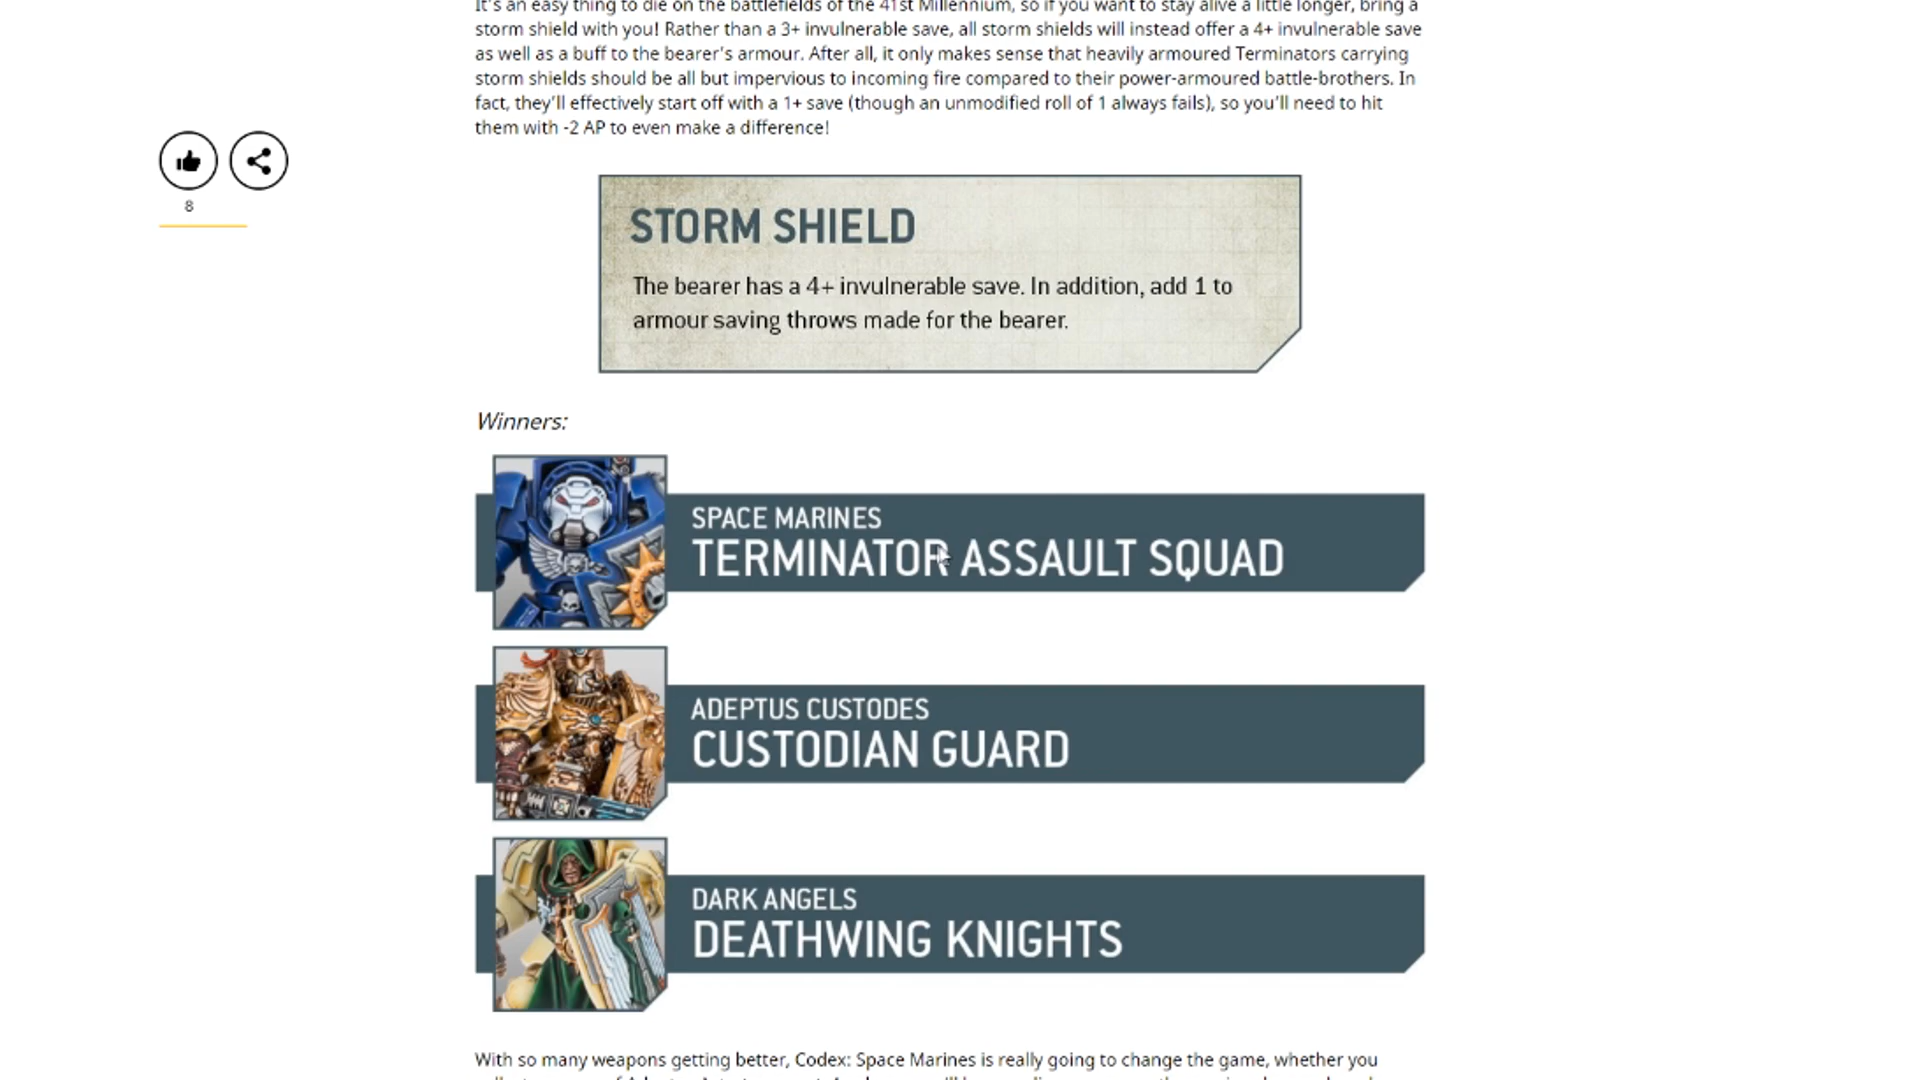 It's an easy thing to die on the battlefields of the 41st Millennium, so if you want to stay alive a little longer, bring a
storm shield with you! Rather than a 3+ invulnerable save, all storm shields will instead offer a 4+ invulnerable save
as well as a buff to the bearer's armour. After all, it only makes sense that heavily armoured Terminators carrying
storm shields should be all but impervious to incoming fire compared to their power-armoured battle-brothers. In
fact, they'll effectively start off with a 1+ save (though an unmodified roll of 1 always fails), so you'll need to hit
them with -2 AP to even make a difference!
8
STORM SHIELD
The bearer has a 4+ invulnerable save. In addition, add 1 to
armour saving throws made for the bearer.
Winners:
SPACE MARINES
TERMINATOR ASSAULT SQUAD
ADEPTUS CUSTODES
CUSTODIAN GUARD
DARK ANGELS
DEATHWING KNIGHTS
With so many weapons getting better, Codex: Space Marines is really going to change the game, whether you